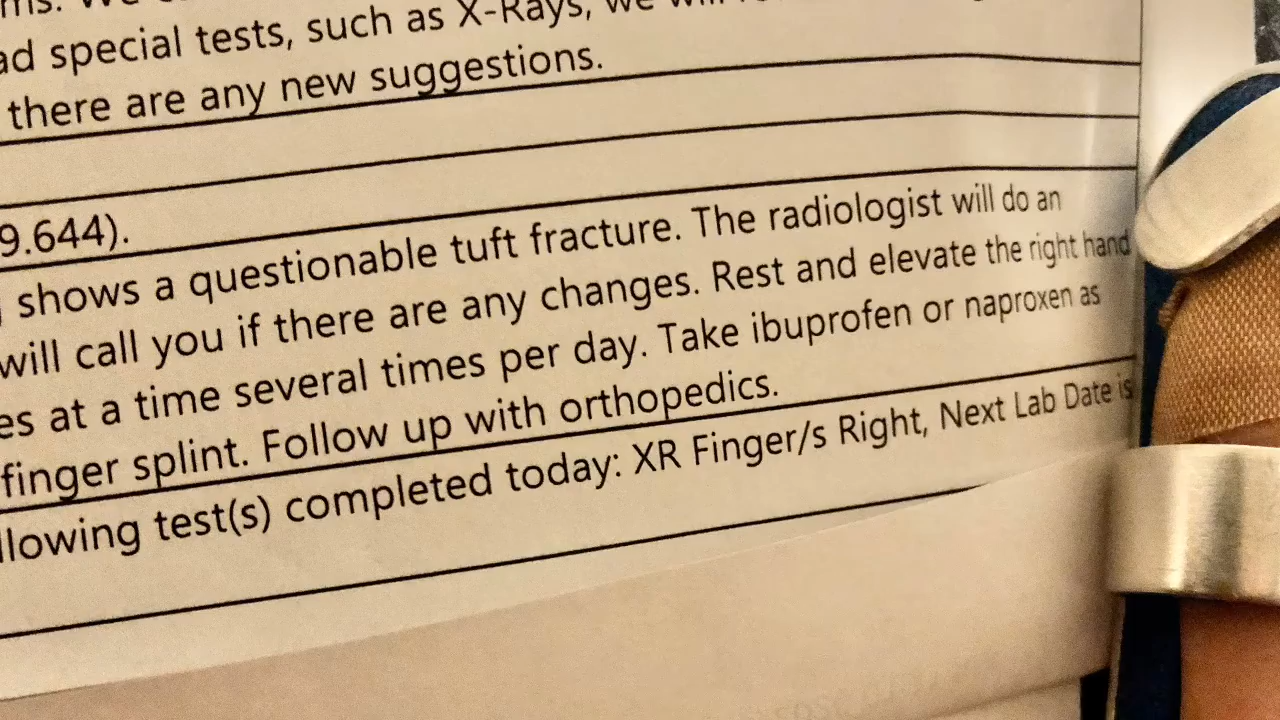 special tests, such as X-Rays, we will
there are any new suggestions.
9.644).
shows a questionable tuft fracture. The radiologist will do an
will call you if there are any changes. Rest and elevate the right hand
es at a time several times per day. Take ibuprofen or naproxen as
finger splint. Follow up with orthopedics.
llowing test(s) completed today: XR Finger/s Right, Next Lab Date is